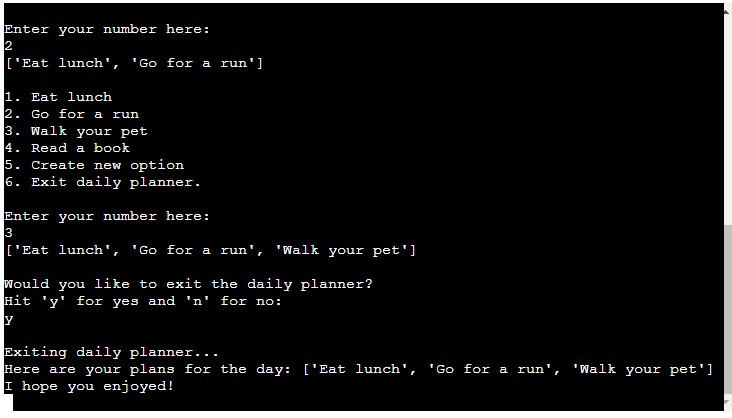 Enter your number here:
2
['Eat lunch', 'Go for a run']
1. Eat lunch
2. Go for a run
3. Walk your pet
4. Read a book
5. Create new option
6. Exit daily planner.
Enter your number here:
3
['Eat lunch', 'Go for a run', 'Walk your pet']
Would you like to exit the daily planner?
Hit 'y' for yes and 'n' for no:
y
Exiting daily planner...
Here are your plans for the day: ['Eat lunch', 'Go for a run', 'Walk your pet']
I hope you enjoyed!